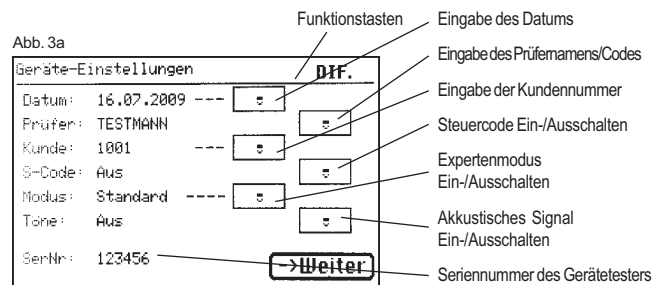 Funktionstasten
Eingabe des Datums
Abb. 3a
Eingabe des Prüfernamens/Codes
Geräte-Einstellungen DIF.
Datum: 16.07.2009 ---
Eingabe der Kundennummer
Prüfer: TESTMANN
Kunde: 1001 ---
Steuercode Ein-/Ausschalten
S-Code: Aus
Expertenmodus
Ein-/Ausschalten
Modus: Standard ----
Töne: Aus
Akkustisches Signal
Ein-/Ausschalten
SerNr: 123456
->Weiter
Seriennummer des Gerätetesters